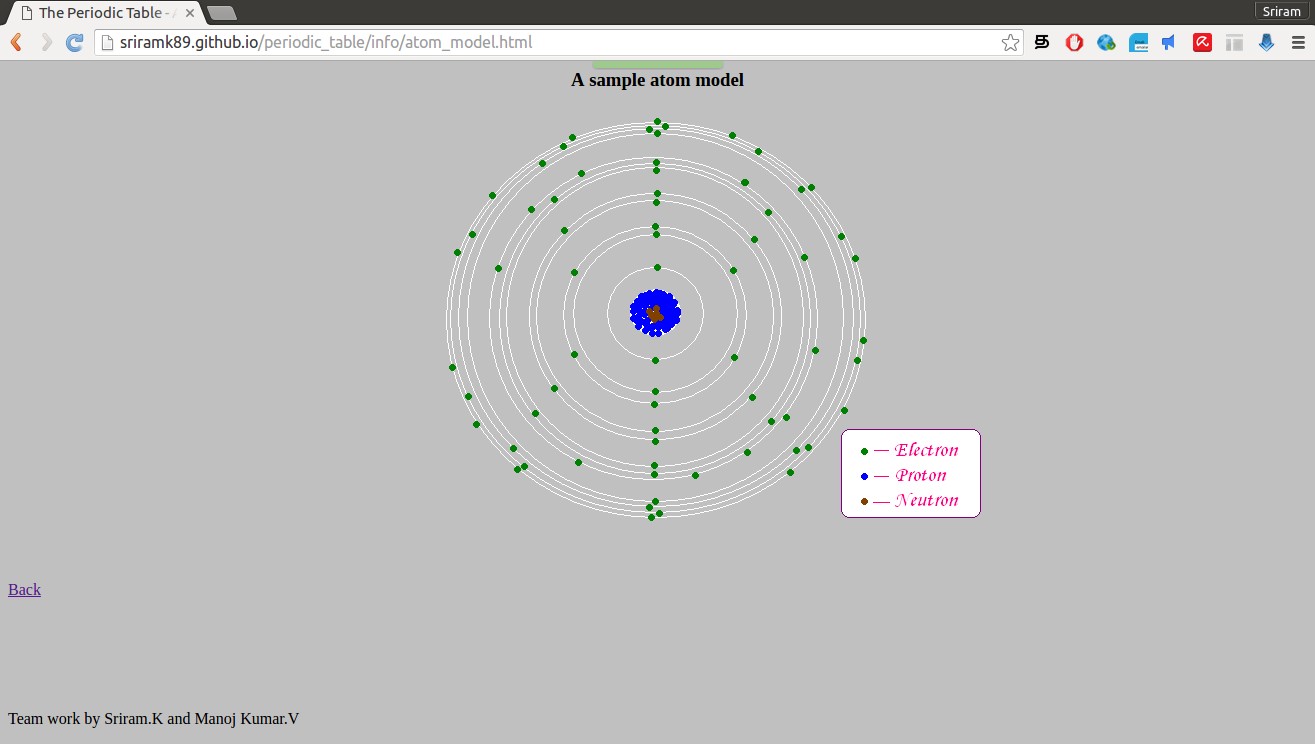 The Periodic Table - A
Sriram
sriramk89.github.io/periodic_table/info/atom_model.html
A sample atom model
— Electron
— Proton
— Neutron
Back
Team work by Sriram.K and Manoj Kumar.V